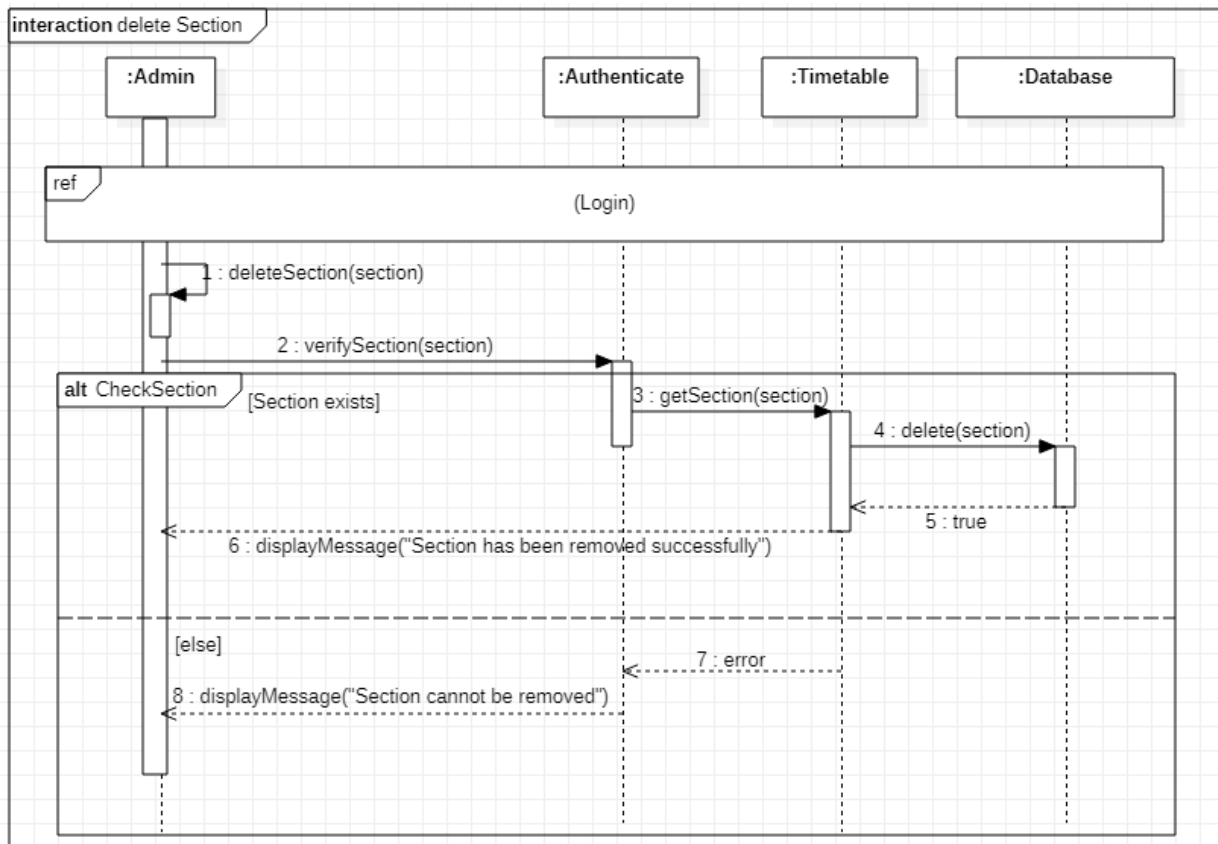 interaction delete Section
:Admin
:Authenticate
:Timetable
:Database
ref
(Login)
1 : deleteSection(section)
2 : verifySection(section)
alt CheckSection
[Section exists]
3 : getSection(section)
4 : delete(section)
5 : true
6 : displayMessage("Section has been removed successfully")
[else]
7 : error
8 : displayMessage("Section cannot be removed")